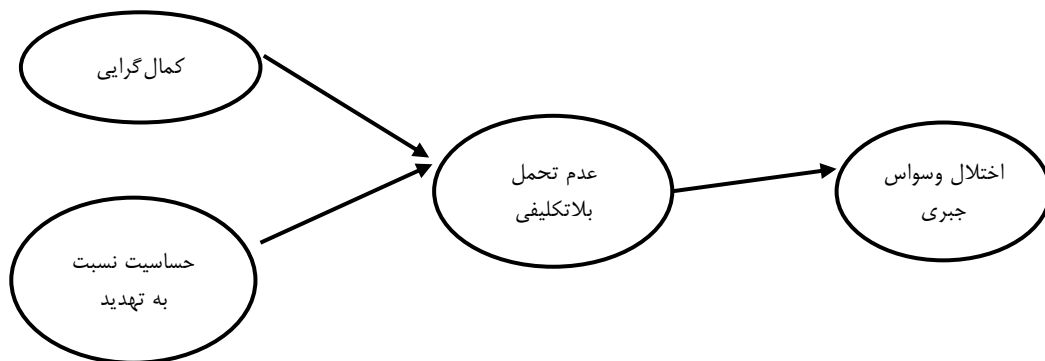 کمال‌گرایی
حساسیت نسبت
به تهدید
عدم تحمل
بلاتکلیفی
اختلال وسواس
جبری